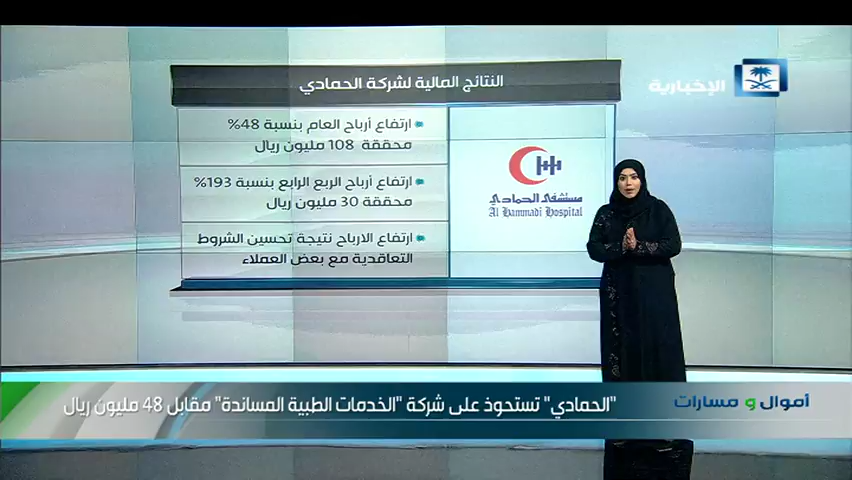 الإخبارية
النتائج المالية لشركة الحمادي
ارتفاع أرباح العام بنسبة 48%
محققة 108 مليون ريال
ارتفاع أرباح الربع الرابع بنسبة 193%
محققة 30 مليون ريال
ارتفاع الارباح نتيجة تحسين الشروط
التعاقدية مع بعض العملاء
مستشفى الحمادي
Al Hammadi Hospital
أموال و مسارات
"الحمادي" تستحوذ على شركة "الخدمات الطبية المساندة" مقابل 48 مليون ريال